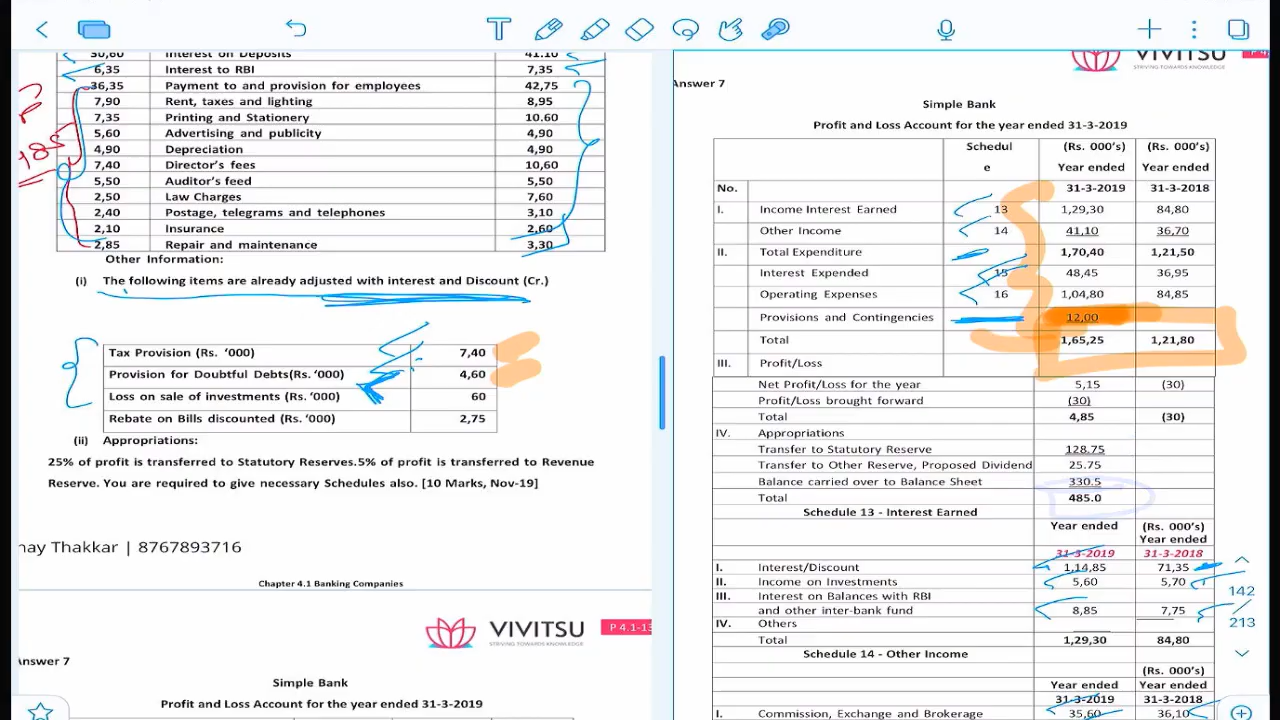 30,60 Interest on Deposits 41.10
6,35 Interest to RBI 7,35
36,35 Payment to and provision for employees 42,75
7,90 Rent, taxes and lighting 8,95
7,35 Printing and Stationery 10.60
5,60 Advertising and publicity 4,90
4,90 Depreciation 4,90
7,40 Director's fees 10,60
5,50 Auditor's feed 5,50
2,50 Law Charges 7,60
2,40 Postage, telegrams and telephones 3,10
2,10 Insurance 2,60
2,85 Repair and maintenance 3,30
Other Information:
(i) The following items are already adjusted with interest and Discount (Cr.)
Tax Provision (Rs. '000) 7,40
Provision for Doubtful Debts(Rs. '000) 4,60
Loss on sale of investments (Rs. '000) 60
Rebate on Bills discounted (Rs. '000) 2,75
(ii) Appropriations:
25% of profit is transferred to Statutory Reserves.5% of profit is transferred to Revenue
Reserve. You are required to give necessary Schedules also. [10 Marks, Nov-19]
nay Thakkar | 8767893716
Chapter 4.1 Banking Companies
VIVITSU
STRIVING TOWARDS KNOWLEDGE
P 4.1-13
Answer 7
Simple Bank
Profit and Loss Account for the year ended 31-3-2019
VIVITSU
STRIVING TOWARDS KNOWLEDGE
Answer 7
Simple Bank
Profit and Loss Account for the year ended 31-3-2019
Schedul (Rs. 000's) (Rs. 000's)
e Year ended Year ended
No. 31-3-2019 31-3-2018
I. Income Interest Earned 13 1,29,30 84,80
Other Income 14 41,10 36,70
II. Total Expenditure 1,70,40 1,21,50
Interest Expended 15 48,45 36,95
Operating Expenses 16 1,04,80 84,85
Provisions and Contingencies 12,00
Total 1,65,25 1,21,80
III. Profit/Loss
Net Profit/Loss for the year 5,15 (30)
Profit/Loss brought forward (30)
Total 4,85 (30)
IV. Appropriations
Transfer to Statutory Reserve 128.75
Transfer to Other Reserve, Proposed Dividend 25.75
Balance carried over to Balance Sheet 330.5
Total 485.0
Schedule 13 - Interest Earned
Year ended (Rs. 000's)
Year ended
31-3-2019 31-3-2018
I. Interest/Discount 1,14,85 71,35
II. Income on Investments 5,60 5,70
III. Interest on Balances with RBI
and other inter-bank fund 8,85 7,75
IV. Others
Total 1,29,30 84,80
Schedule 14 - Other Income
(Rs. 000's)
Year ended Year ended
31-3-2019 31-3-2018
I. Commission, Exchange and Brokerage 35,60 36,10
142
/
213